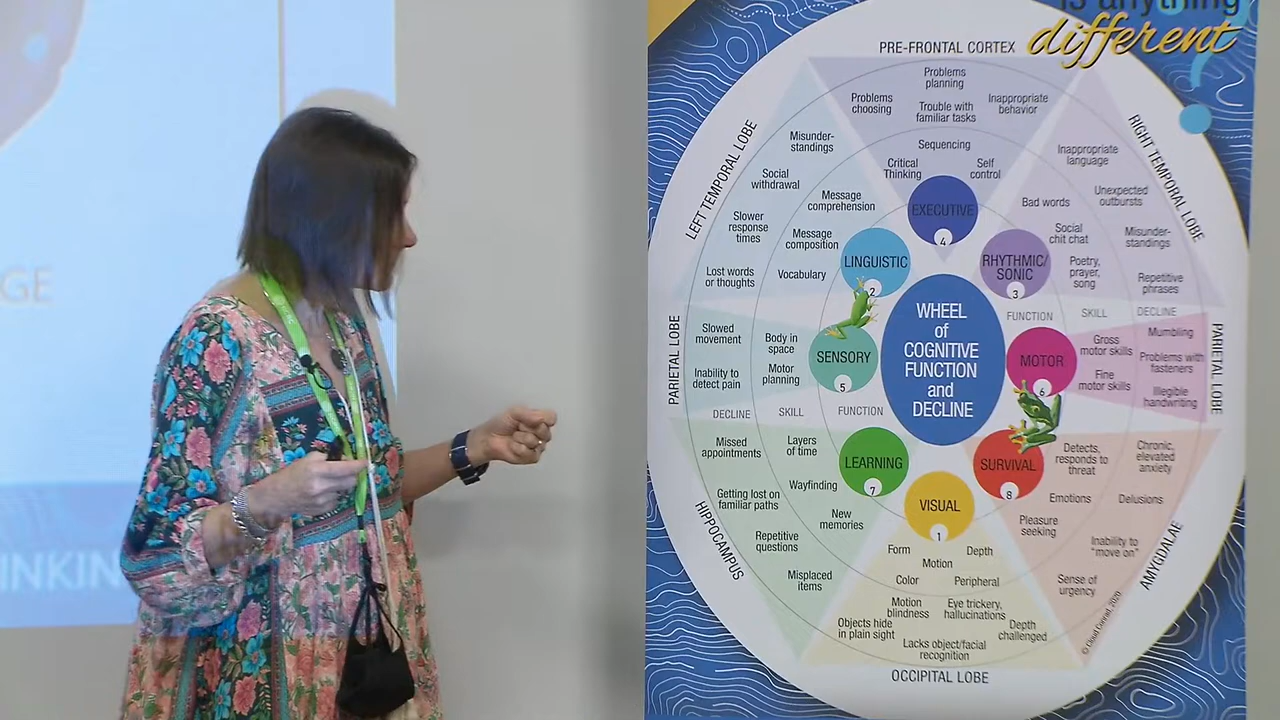 is anything
different
?
GE
INKIN
PRE-FRONTAL CORTEX
Problems
planning
Problems
choosing
Trouble with
familiar tasks
Inappropriate
behavior
Sequencing
Critical
Thinking
Self
control
EXECUTIVE
4
LEFT TEMPORAL LOBE
Misunder-
standings
Social
withdrawal
Slower
response
times
Lost words
or thoughts
Message
comprehension
Message
composition
Vocabulary
LINGUISTIC
2
RIGHT TEMPORAL LOBE
Inappropriate
language
Unexpected
outbursts
Misunder-
standings
Repetitive
phrases
Bad words
Social
chit chat
Poetry,
prayer,
song
RHYTHMIC/
SONIC
3
FUNCTION
SKILL
DECLINE
WHEEL
of
COGNITIVE
FUNCTION
and
DECLINE
PARIETAL LOBE
Slowed
movement
Inability to
detect pain
Body in
space
Motor
planning
SENSORY
5
DECLINE
SKILL
FUNCTION
MOTOR
6
Gross
motor skills
Fine
motor skills
Mumbling
Problems with
fasteners
Illegible
handwriting
PARIETAL LOBE
HIPPOCAMPUS
Missed
appointments
Getting lost on
familiar paths
Repetitive
questions
Misplaced
items
Layers
of time
Wayfinding
New
memories
LEARNING
7
VISUAL
1
Form
Motion
Depth
Color
Peripheral
Motion
blindness
Eye trickery,
hallucinations
Objects hide
in plain sight
Depth
challenged
Lacks object/facial
recognition
OCCIPITAL LOBE
SURVIVAL
8
Detects,
responds to
threat
Emotions
Pleasure
seeking
Chronic,
elevated
anxiety
Delusions
Inability to
"move on"
Sense of
urgency
AMYGDALAE
© Cloud Conrad, 2020